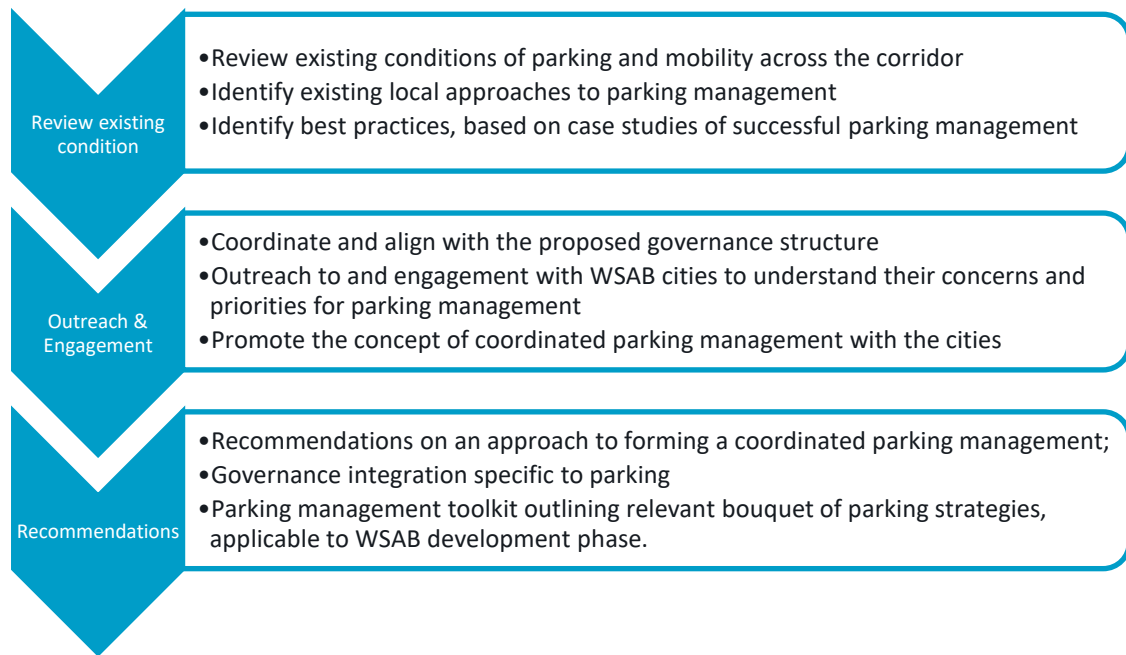 Review existing
condition
•Review existing conditions of parking and mobility across the corridor
•Identify existing local approaches to parking management
•Identify best practices, based on case studies of successful parking management
Outreach &
Engagement
•Coordinate and align with the proposed governance structure
•Outreach to and engagement with WSAB cities to understand their concerns and
priorities for parking management
•Promote the concept of coordinated parking management with the cities
Recommendations
•Recommendations on an approach to forming a coordinated parking management;
•Governance integration specific to parking
•Parking management toolkit outlining relevant bouquet of parking strategies,
applicable to WSAB development phase.